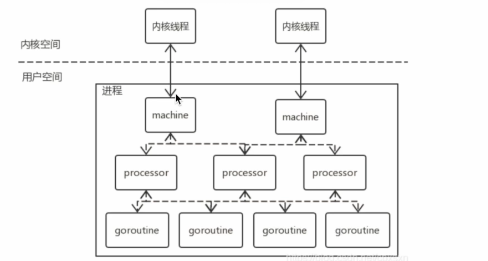 内核线程 内核线程
内核空间
用户空间
进程
machine machine
processor processor processor
goroutine goroutine goroutine goroutine